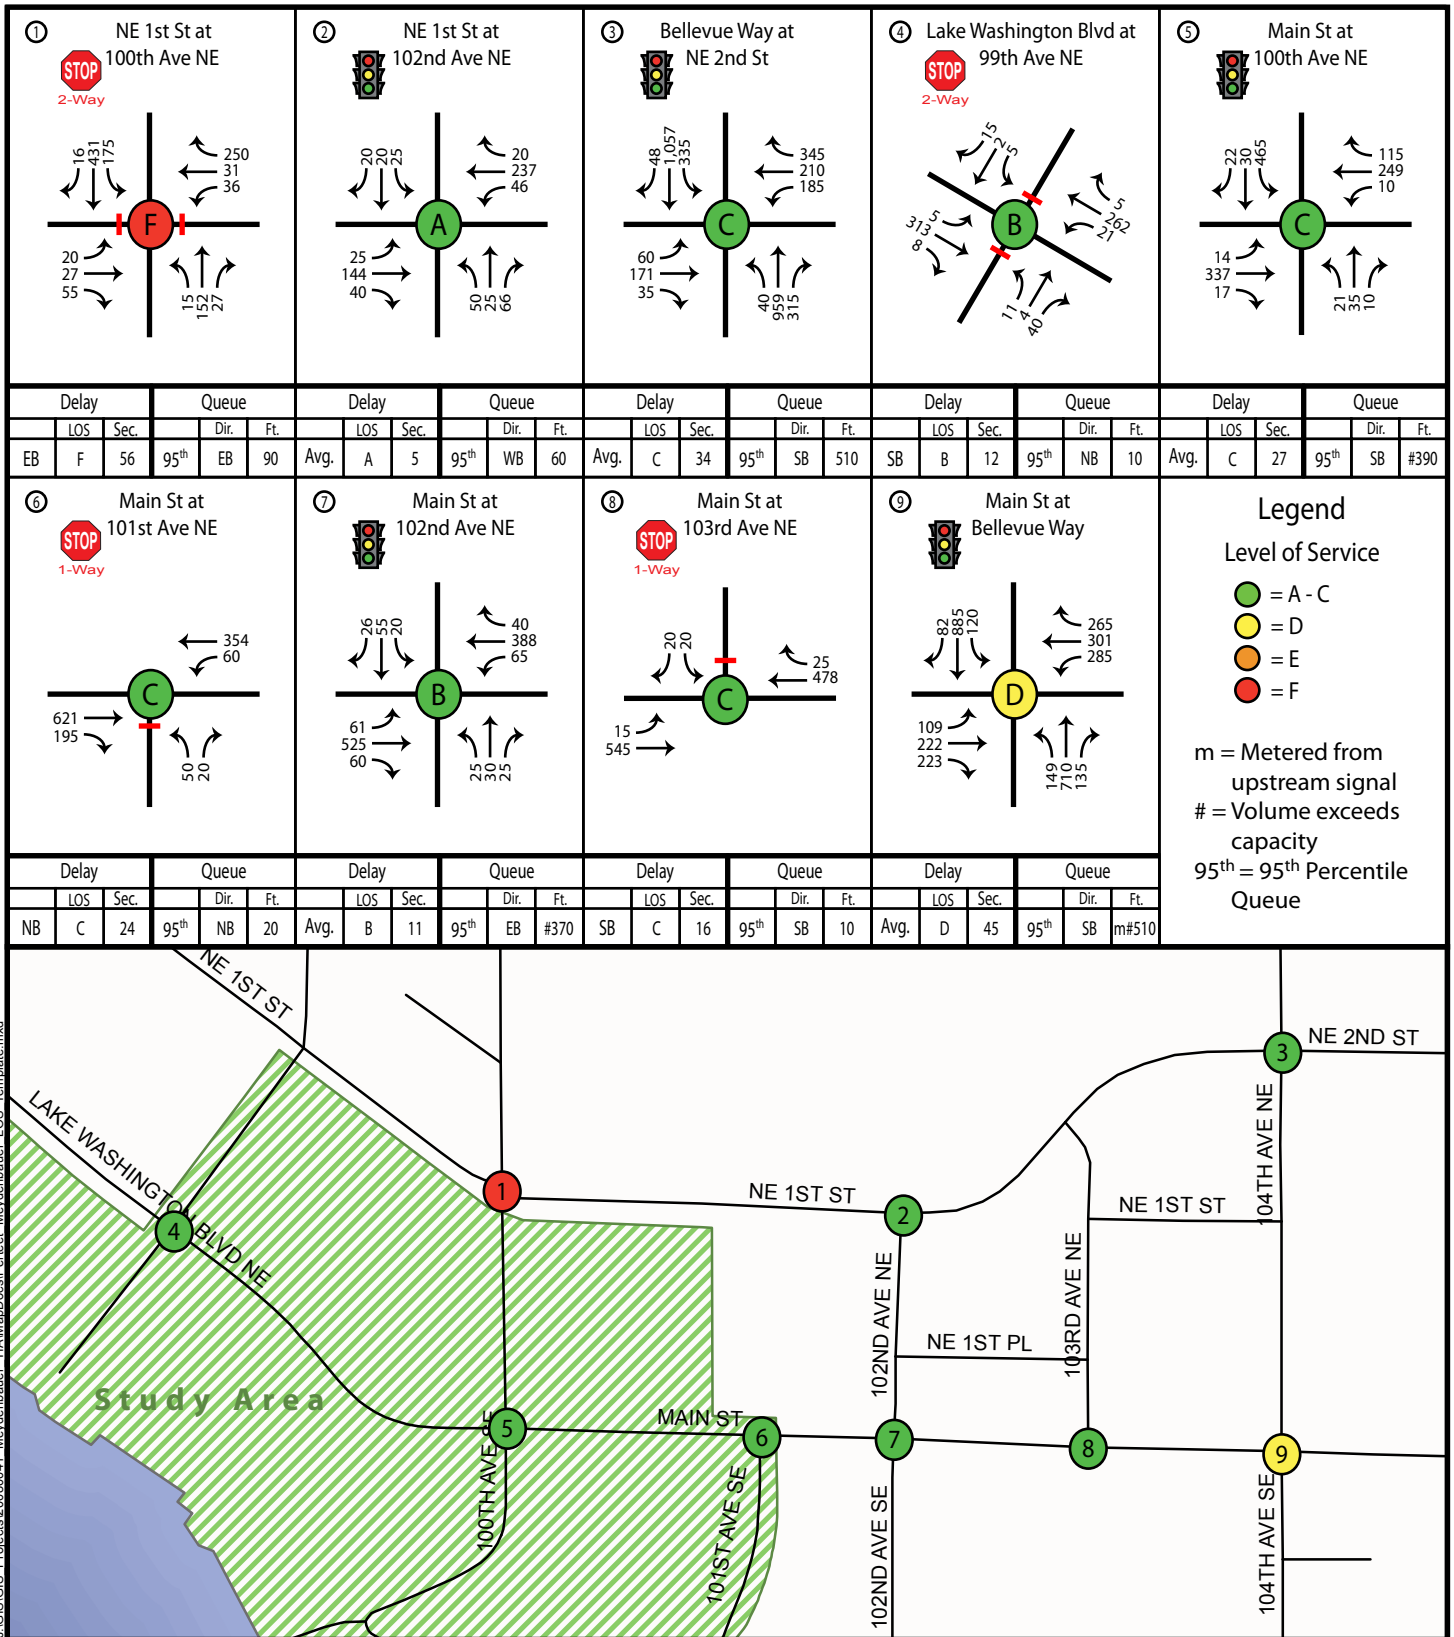 1 NE 1st St at
100th Ave NE
STOP
2-Way
16 431 175
250
31
36
F
20
27
55
15 152 27
Delay Queue
LOS Sec. Dir. Ft.
EB F 56 95th EB 90
2 NE 1st St at
102nd Ave NE
20 20 25
20
237
46
A
25
144
40
50 25 66
Delay Queue
LOS Sec. Dir. Ft.
Avg. A 5 95th WB 60
3 Bellevue Way at
NE 2nd St
48 1,057 335
345
210
185
C
60
171
35
40 959 315
Delay Queue
LOS Sec. Dir. Ft.
Avg. C 34 95th SB 510
4 Lake Washington Blvd at
99th Ave NE
STOP
2-Way
15 2 5
5
262
21
B
5
313
8
11 4 40
Delay Queue
LOS Sec. Dir. Ft.
SB B 12 95th NB 10
5 Main St at
100th Ave NE
22 30 465
115
249
10
C
14
337
17
21 35 10
Delay Queue
LOS Sec. Dir. Ft.
Avg. C 27 95th SB #390
6 Main St at
101st Ave NE
STOP
1-Way
354
60
C
621
195
50 20
Delay Queue
LOS Sec. Dir. Ft.
NB C 24 95th NB 20
7 Main St at
102nd Ave NE
26 55 20
40
388
65
B
61
525
60
25 30 25
Delay Queue
LOS Sec. Dir. Ft.
Avg. B 11 95th EB #370
8 Main St at
103rd Ave NE
STOP
1-Way
20 20
25
478
C
15
545
Delay Queue
LOS Sec. Dir. Ft.
SB C 16 95th SB 10
9 Main St at
Bellevue Way
82 885 120
265
301
285
D
109
222
223
149 710 135
Delay Queue
LOS Sec. Dir. Ft.
Avg. D 45 95th SB m#510
Legend
Level of Service
= A - C
= D
= E
= F
m = Metered from
upstream signal
# = Volume exceeds
capacity
95th = 95th Percentile
Queue
NE 1ST ST
LAKE WASHINGTON BLVD NE
NE 2ND ST
3
104TH AVE NE
1
NE 1ST ST
2
NE 1ST ST
4
102ND AVE NE
103RD AVE NE
NE 1ST PL
Study Area
5
MAIN ST
6
7
8
9
100TH AVE SE
101ST AVE SE
102ND AVE SE
104TH AVE SE